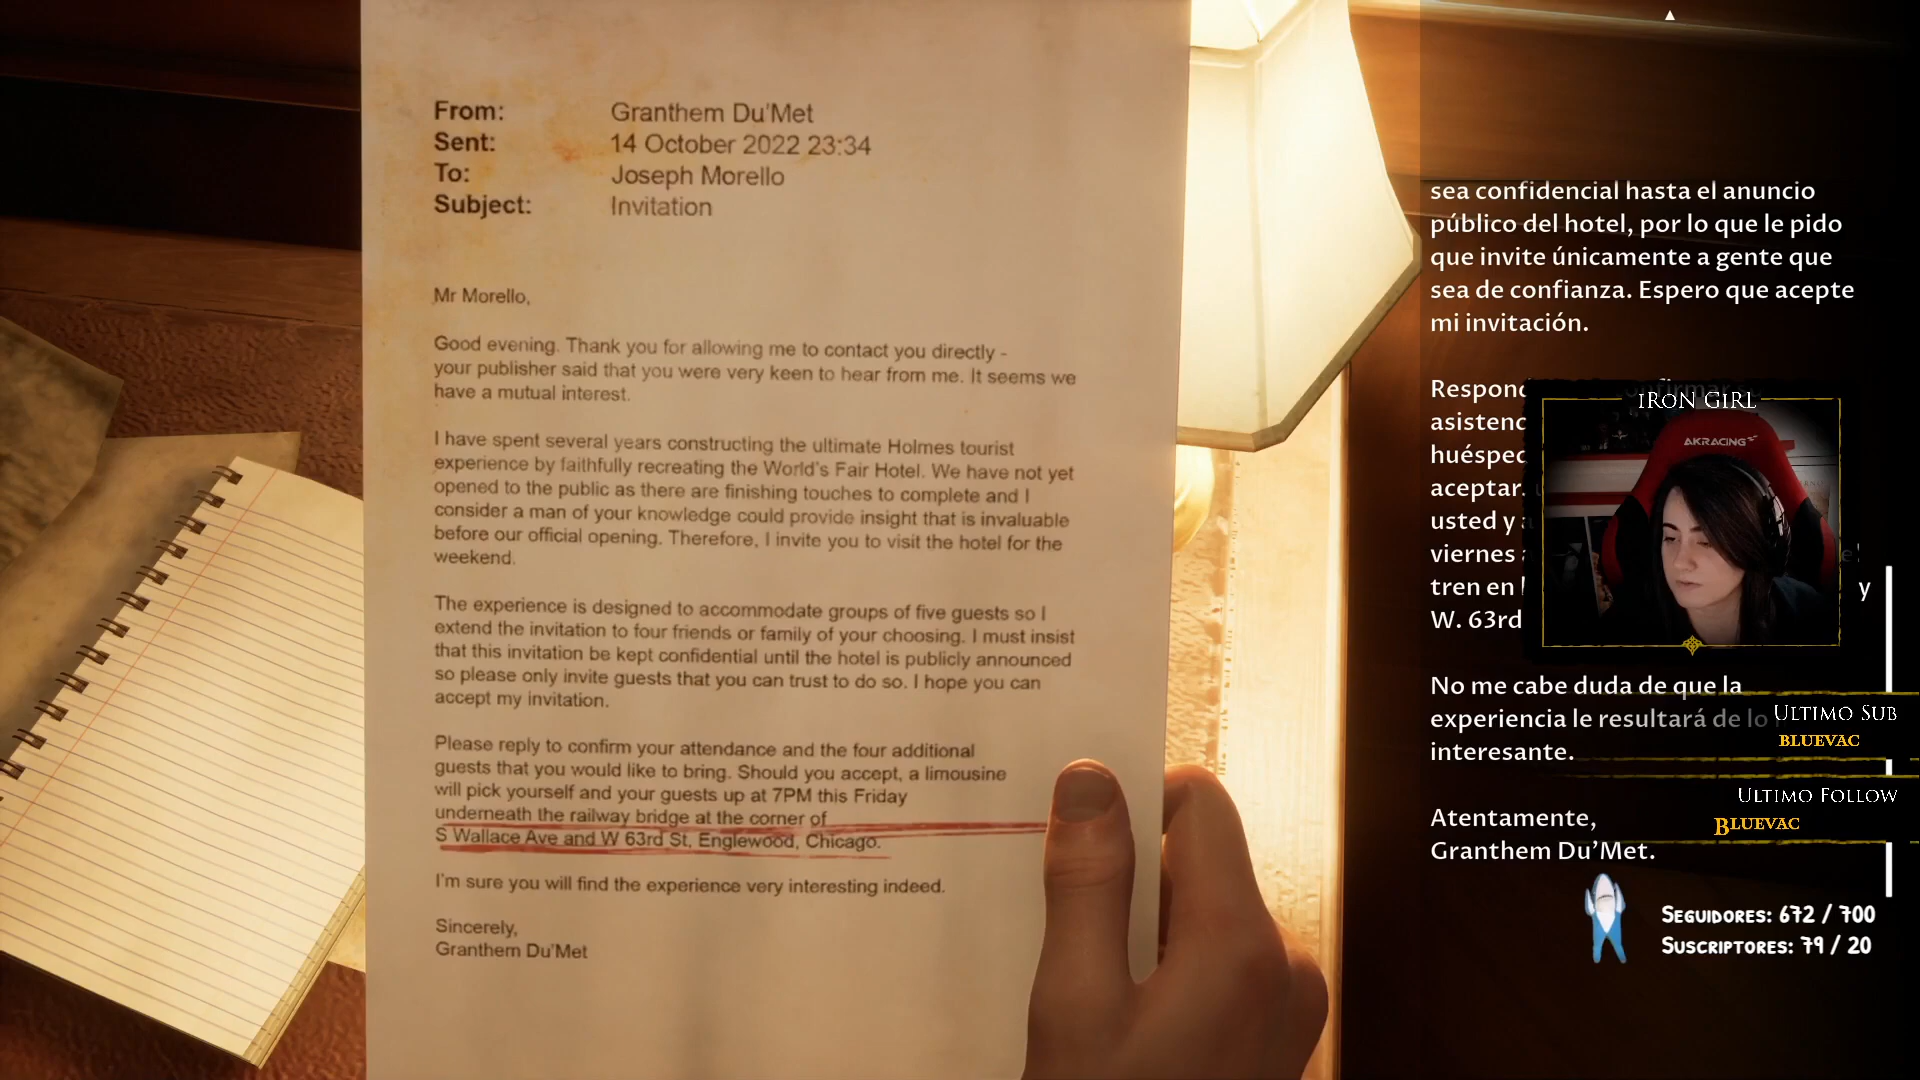 From: Granthem Du'Met
Sent: 14 October 2022 23:34
To: Joseph Morello
Subject: Invitation
Mr Morello,
Good evening. Thank you for allowing me to contact you directly -
your publisher said that you were very keen to hear from me. It seems we
have a mutual interest.
I have spent several years constructing the ultimate Holmes tourist
experience by faithfully recreating the World's Fair Hotel. We have not yet
opened to the public as there are finishing touches to complete and I
consider a man of your knowledge could provide insight that is invaluable
before our official opening. Therefore, I invite you to visit the hotel for the
weekend.
The experience is designed to accommodate groups of five guests so I
extend the invitation to four friends or family of your choosing. I must insist
that this invitation be kept confidential until the hotel is publicly announced
so please only invite guests that you can trust to do so. I hope you can
accept my invitation.
Please reply to confirm your attendance and the four additional
guests that you would like to bring. Should you accept, a limousine
will pick yourself and your guests up at 7PM this Friday
underneath the railway bridge at the corner of
S Wallace Ave and W 63rd St, Englewood, Chicago.
I'm sure you will find the experience very interesting indeed.
Sincerely,
Granthem Du'Met
sea confidencial hasta el anuncio
público del hotel, por lo que le pido
que invite únicamente a gente que
sea de confianza. Espero que acepte
mi invitación.
asistenc
huéspec
aceptar.
usted y
viernes
tren en
W. 63rd
y
No me cabe duda de que la
experiencia le resultará de lo
interesante.
Atentamente,
Granthem Du'Met.
IRON GIRL
AKRACING
ULTIMO SUB
BLUEVAC
ULTIMO FOLLOW
BLUEVAC
SEGUIDORES: 672 / 700
SUSCRIPTORES: 79 / 20